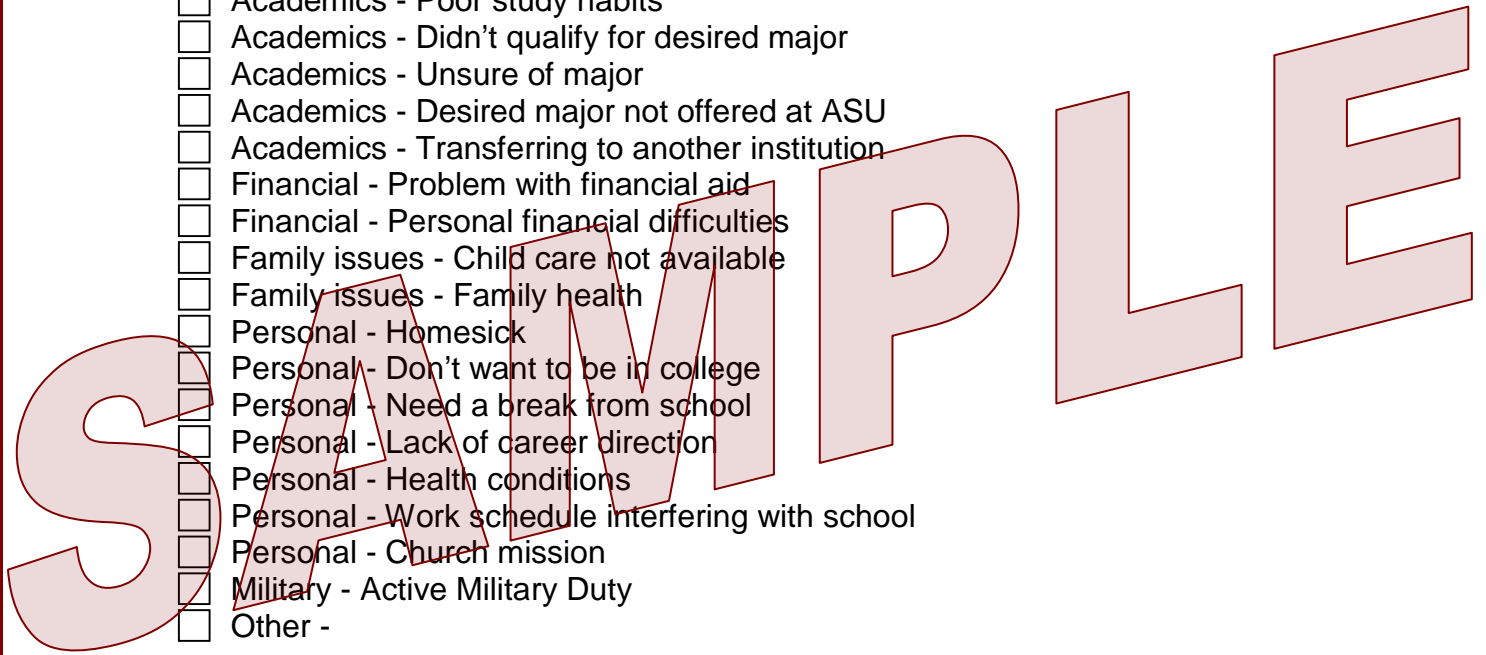 Academics - Poor study habits
Academics - Didn't qualify for desired major
Academics - Unsure of major
Academics - Desired major not offered at ASU
Academics - Transferring to another institution
Financial - Problem with financial aid
Financial - Personal financial difficulties
Family issues - Child care not available
Family issues - Family health
Personal - Homesick
Personal - Don't want to be in college
Personal - Need a break from school
Personal - Lack of career direction
Personal - Health conditions
Personal - Work schedule interfering with school
Personal - Church mission
Military - Active Military Duty
Other -
SAMPLE